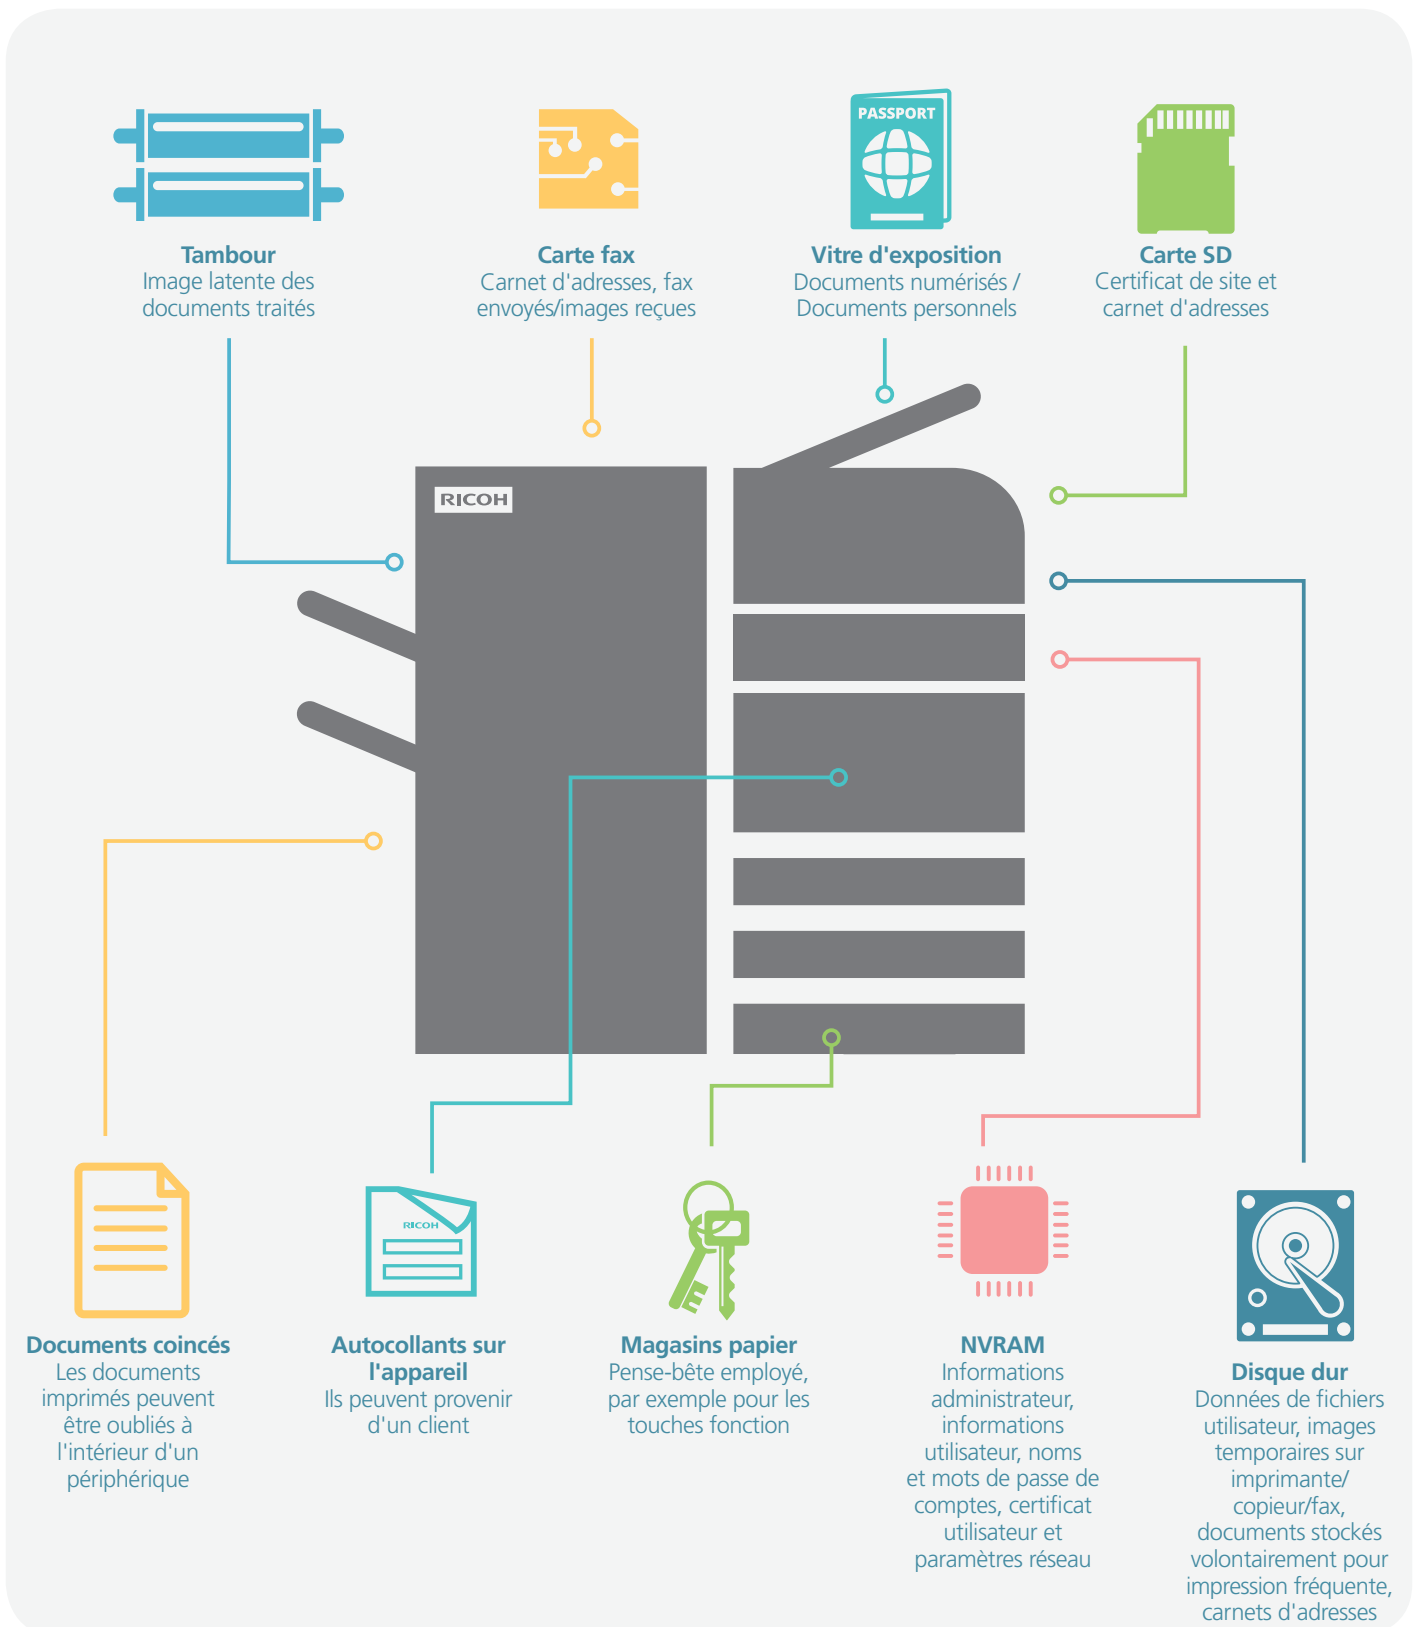 PASSPORT
Tambour
Image latente des
documents traités
Carte fax
Carnet d'adresses, fax
envoyés/images reçues
Vitre d'exposition
Documents numérisés /
Documents personnels
Carte SD
Certificat de site et
carnet d'adresses
RICOH
RICOH
Documents coincés
Les documents
imprimés peuvent
être oubliés à
l'intérieur d'un
périphérique
Autocollants sur
l'appareil
Ils peuvent provenir
d'un client
Magasins papier
Pense-bête employé,
par exemple pour les
touches fonction
NVRAM
Informations
administrateur,
informations
utilisateur, noms
et mots de passe de
comptes, certificat
utilisateur et
paramètres réseau
Disque dur
Données de fichiers
utilisateur, images
temporaires sur
imprimante/
copieur/fax,
documents stockés
volontairement pour
impression fréquente,
carnets d'adresses